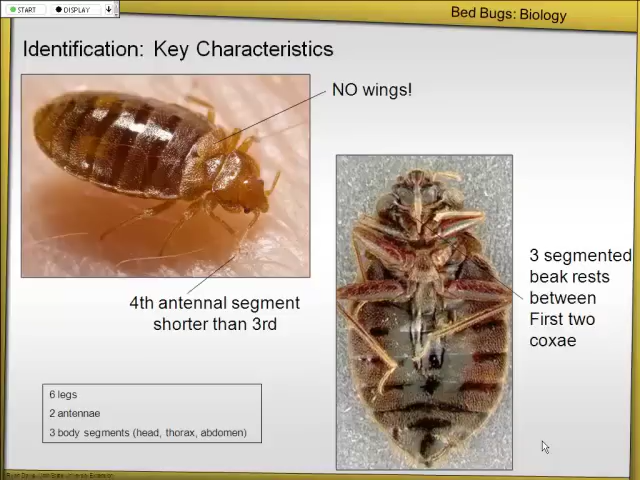 START DISPLAY
Bed Bugs: Biology
Identification: Key Characteristics
NO wings!
3 segmented
beak rests
between
First two
coxae
4th antennal segment
shorter than 3rd
6 legs
2 antennae
3 body segments (head, thorax, abdomen)